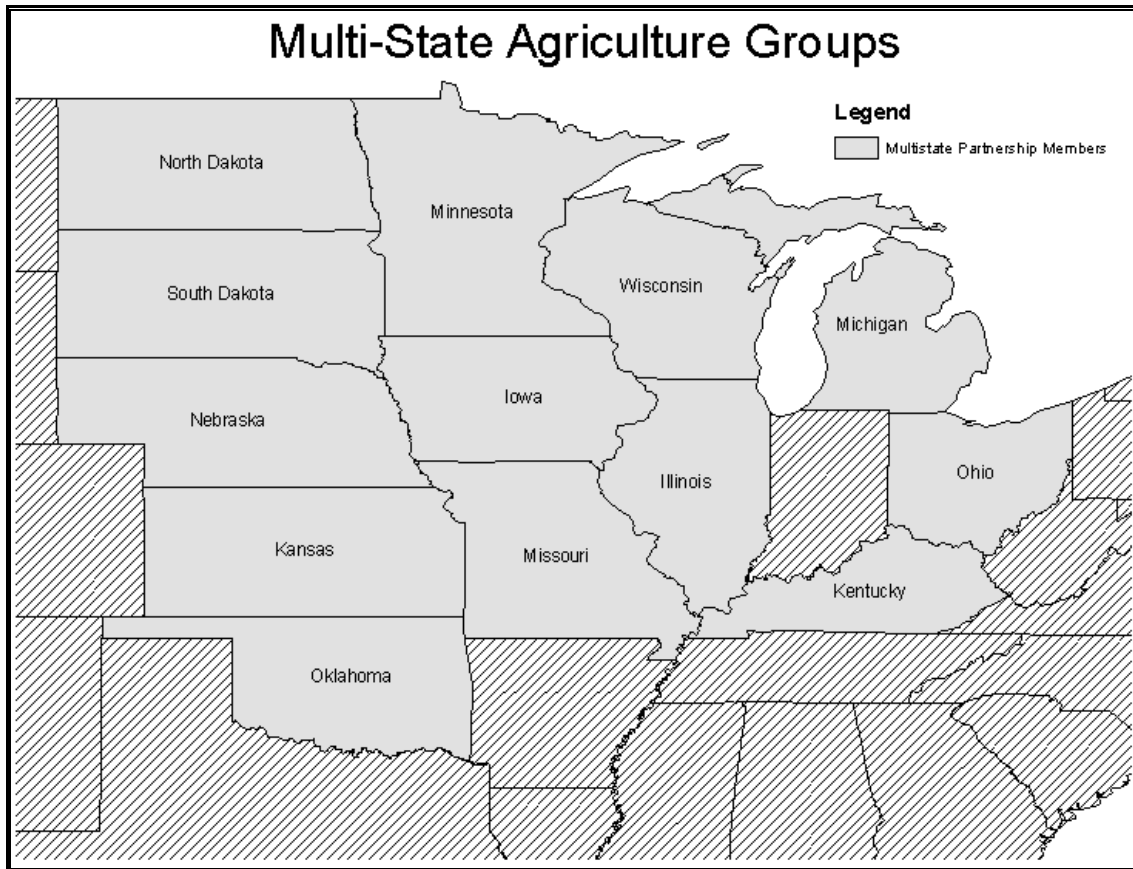 Multi-State Agriculture Groups
Legend
Multistate Partnership Members
North Dakota
Minnesota
Wisconsin
South Dakota
Michigan
Iowa
Nebraska
Illinois
Ohio
Kansas
Missouri
Kentucky
Oklahoma